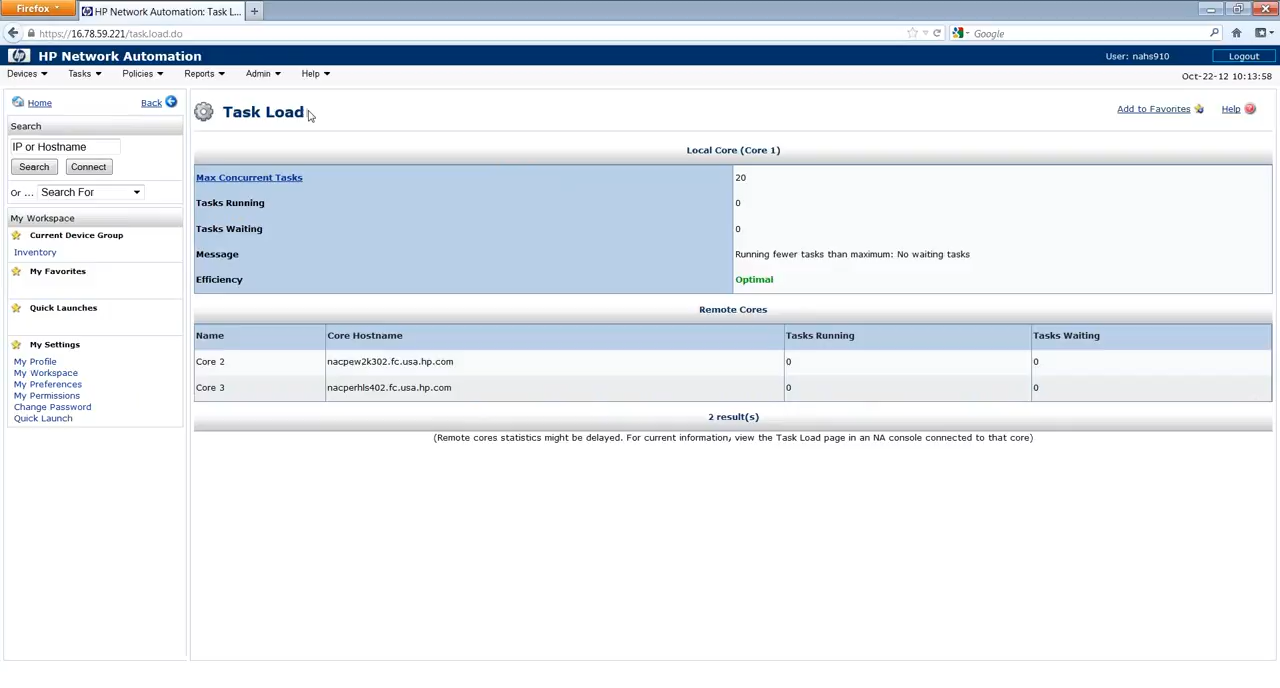 Firefox
HP Network Automation: Task L...
https://16.78.59.221/task.load.do
Google
HP Network Automation
User: nahs910
Logout
Devices Tasks Policies Reports Admin Help
Oct-22-12 10:13:58
Home
Back
Search
IP or Hostname
Search Connect
Or ... Search For
My Workspace
Current Device Group
Inventory
My Favorites
Quick Launches
My Settings
My Profile
My Workspace
My Preferences
My Permissions
Change Password
Quick Launch
Task Load
Add to Favorites
Help
Local Core (Core 1)
Max Concurrent Tasks 20
Tasks Running 0
Tasks Waiting 0
Message Running fewer tasks than maximum: No waiting tasks
Efficiency Optimal
Remote Cores
Name Core Hostname Tasks Running Tasks Waiting
Core 2 nacpew2k302.fc.usa.hp.com 0 0
Core 3 nacperhls402.fc.usa.hp.com 0 0
2 result(s)
(Remote cores statistics might be delayed. For current information, view the Task Load page in an NA console connected to that core)